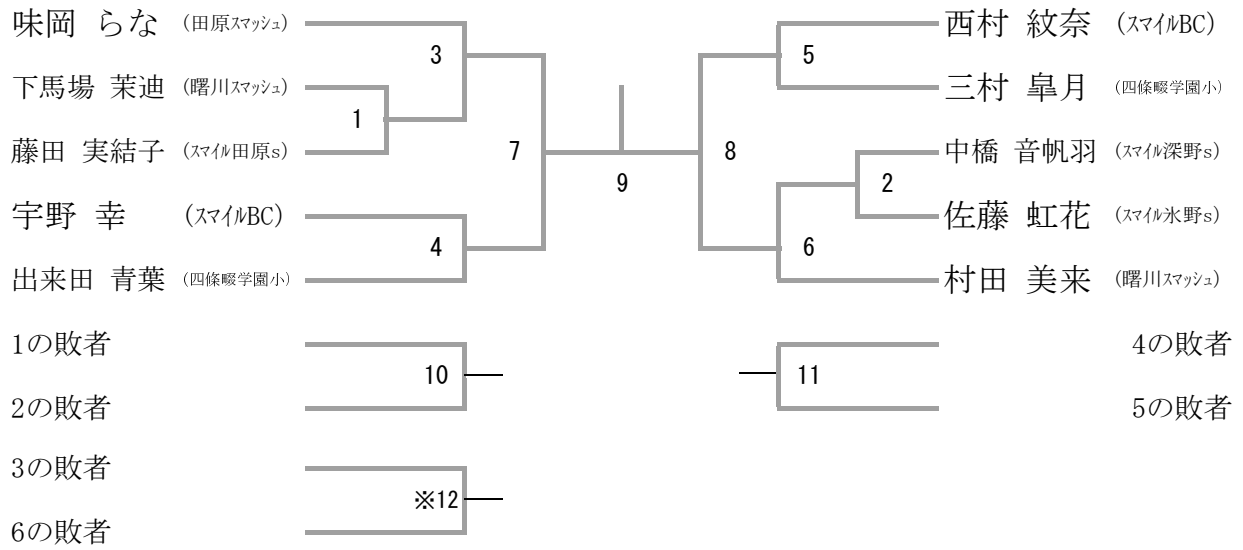 味岡 らな (田原ｽﾏｯｼｭ)
3
下馬場 茉迪 (曙川ｽﾏｯｼｭ)
1
藤田 実結子 (ｽﾏｲﾙ田原s)
7
宇野 幸 (ｽﾏｲﾙBC)
4
出来田 青葉 (四條畷学園小)
9
西村 紋奈 (ｽﾏｲﾙBC)
5
三村 皐月 (四條畷学園小)
8
中橋 音帆羽 (ｽﾏｲﾙ深野s)
2
佐藤 虹花 (ｽﾏｲﾙ氷野s)
6
村田 美来 (曙川ｽﾏｯｼｭ)
1の敗者
10
2の敗者
4の敗者
11
5の敗者
3の敗者
※12
6の敗者